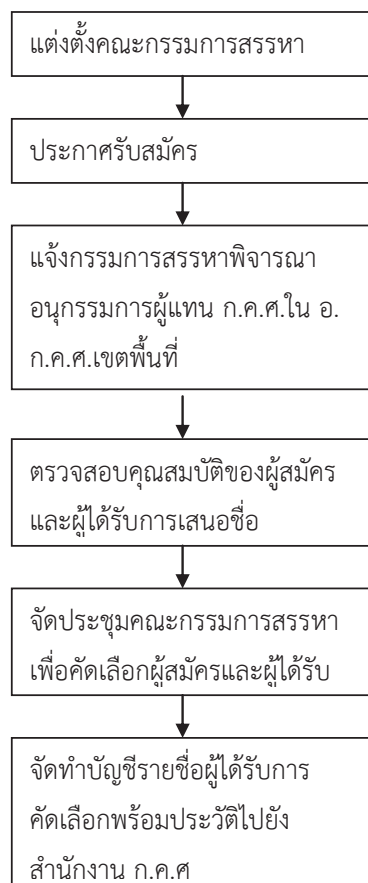 แต่งตั้งคณะกรรมการสรรหา
ประกาศรับสมัคร
แจ้งกรรมการสรรหาพิจารณา
อนุกรรมการผู้แทน ก.ค.ศ.ใน อ.
ก.ค.ศ.เขตพื้นที่
ตรวจสอบคุณสมบัติของผู้สมัคร
และผู้ได้รับการเสนอชื่อ
จัดประชุมคณะกรรมการสรรหา
เพื่อคัดเลือกผู้สมัครและผู้ได้รับ
จัดทำบัญชีรายชื่อผู้ได้รับการ
คัดเลือกพร้อมประวัติไปยัง
สำนักงาน ก.ค.ศ